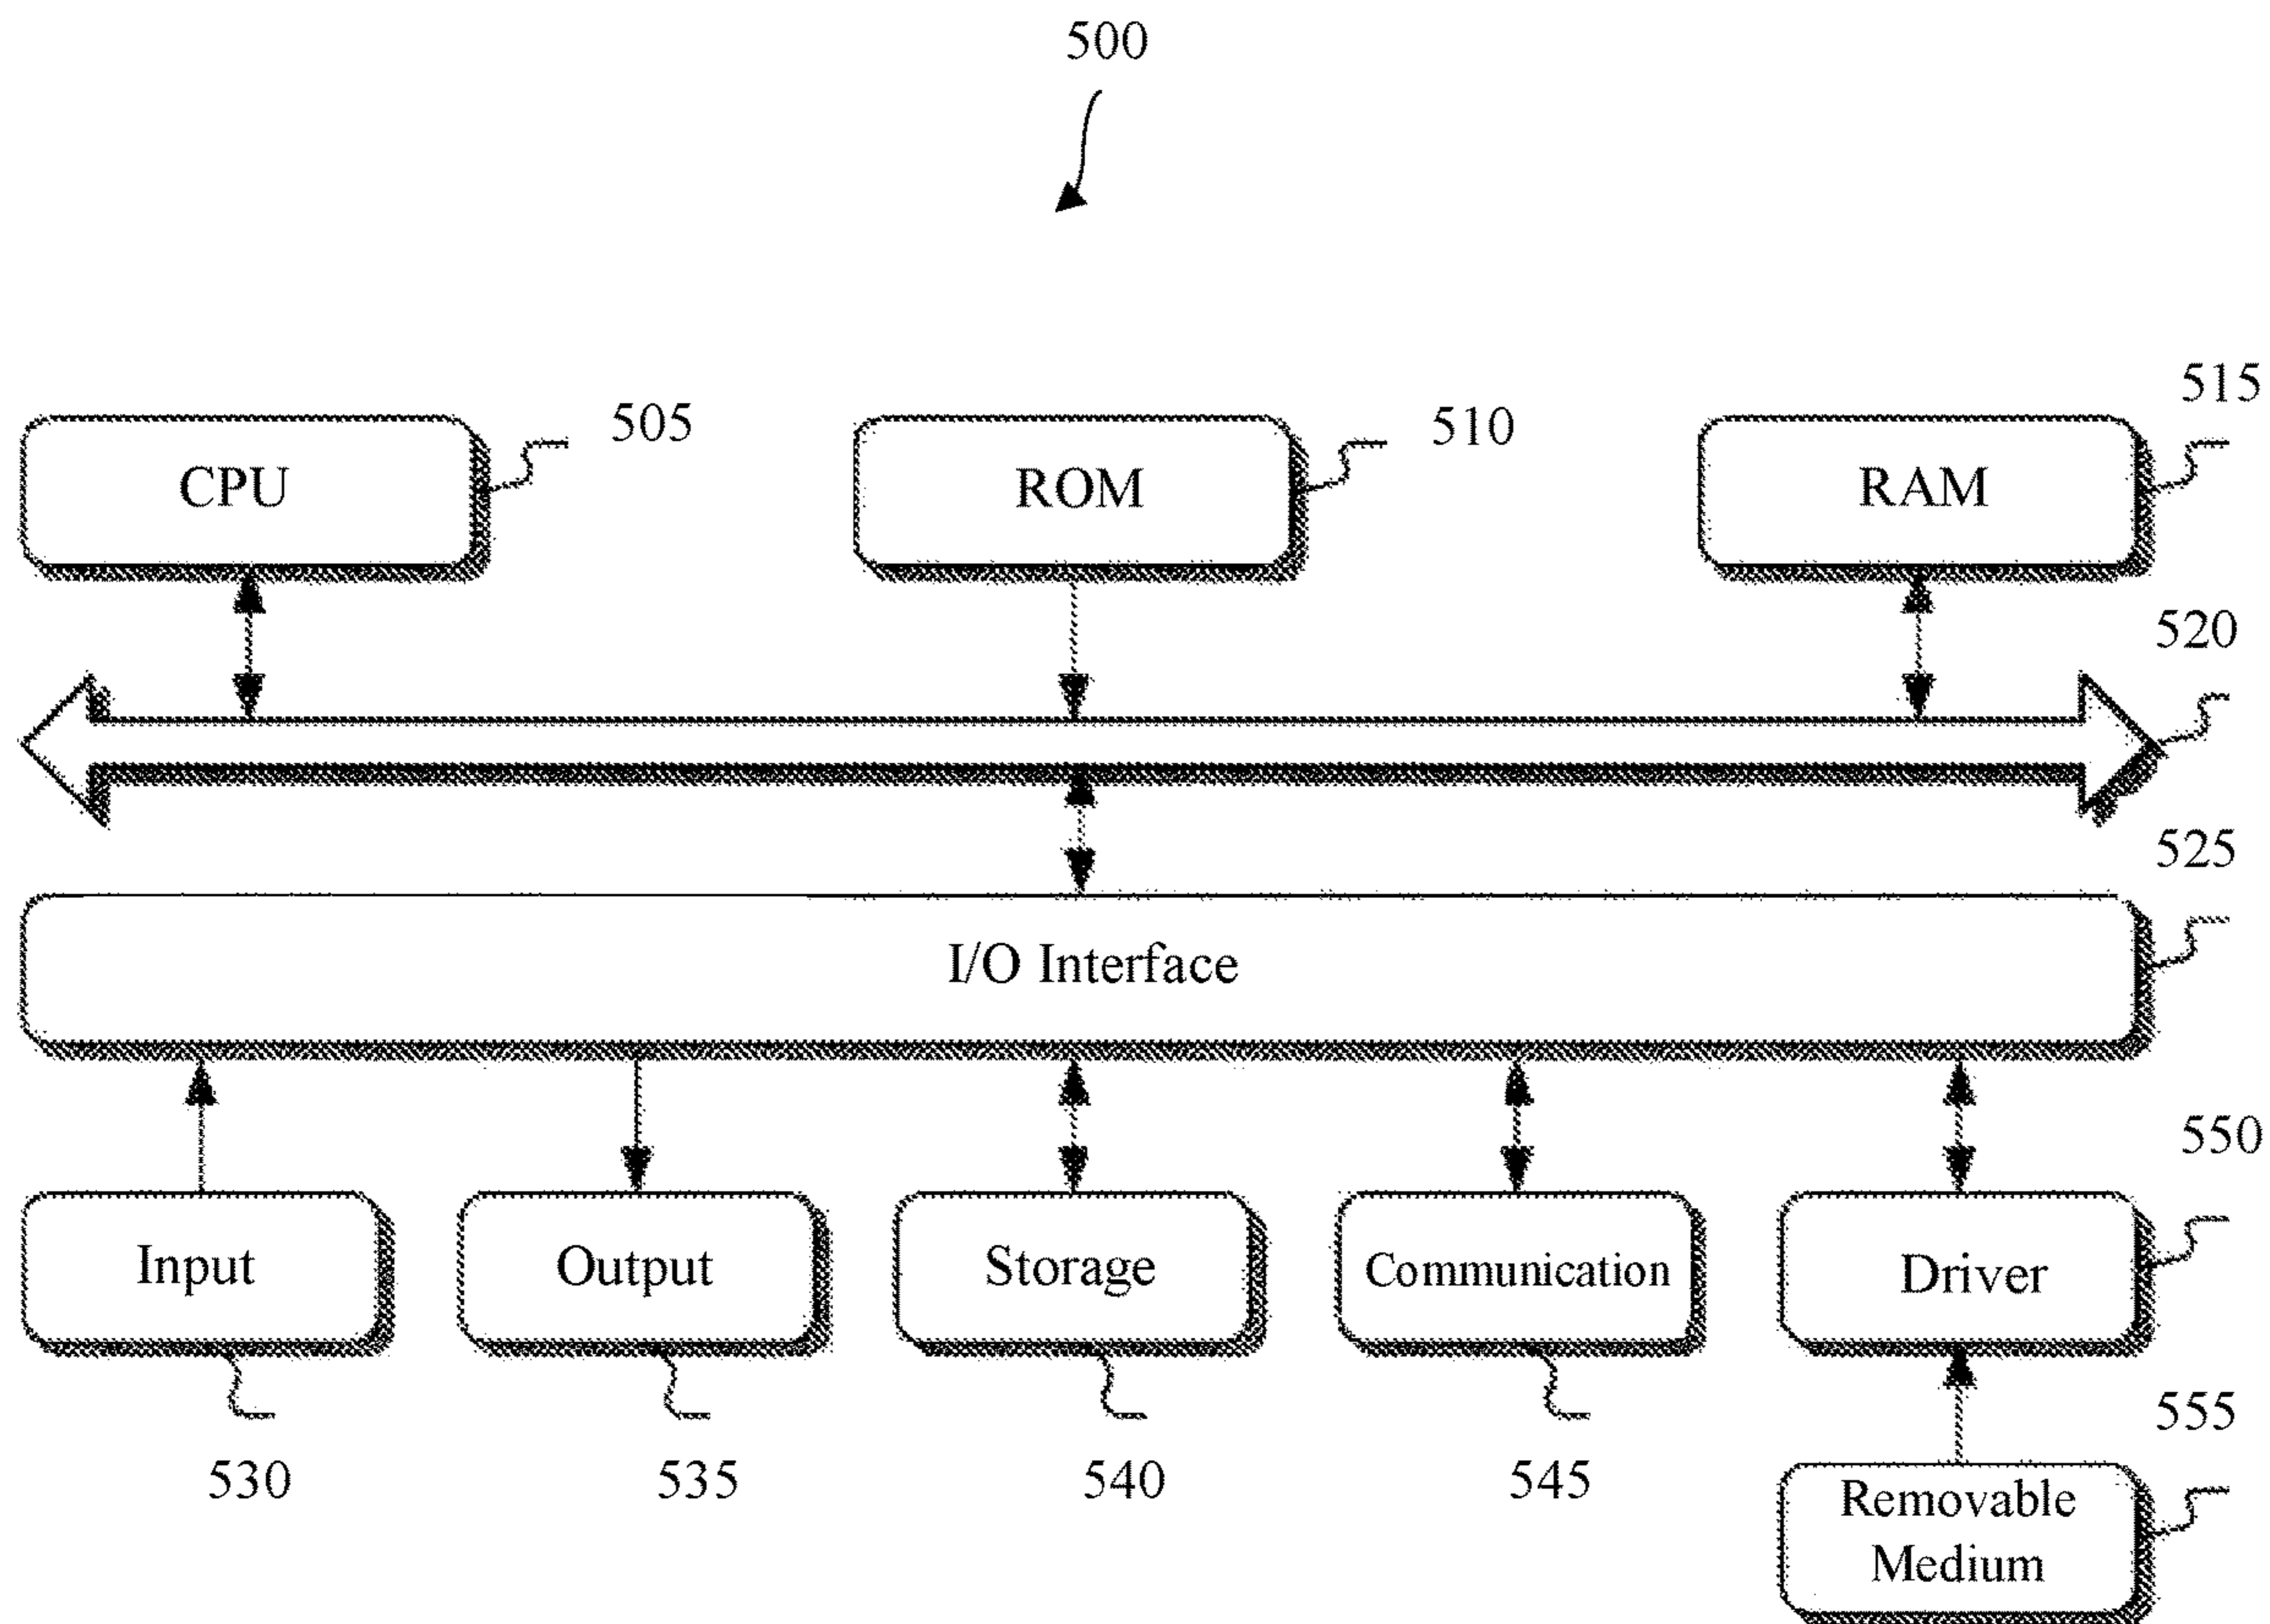 500
515
505
510
CPU
ROM
RAM
520
525
I/O Interface
550
Input
Output
Storage
Communication
Driver
555
530
535
540
545
Removable
Medium